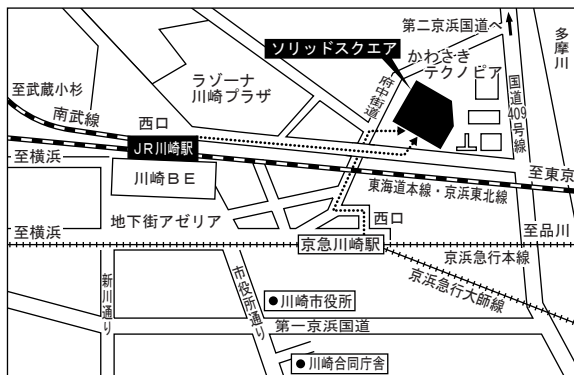 第二京浜国道へ
多摩川
ソリッドスクエア
かわさき
テクノピア
ラゾーナ
川崎プラザ
府中街道
国道409号線
至武蔵小杉
南武線
西口
JR川崎駅
至横浜
川崎BE
至東京
東海道本線・京浜東北線
地下街アゼリア
西口
至横浜
京急川崎駅
至品川
京浜急行本線
京浜急行大師線
新川通り
市役所通り
●川崎市役所
第一京浜国道
●川崎合同庁舎